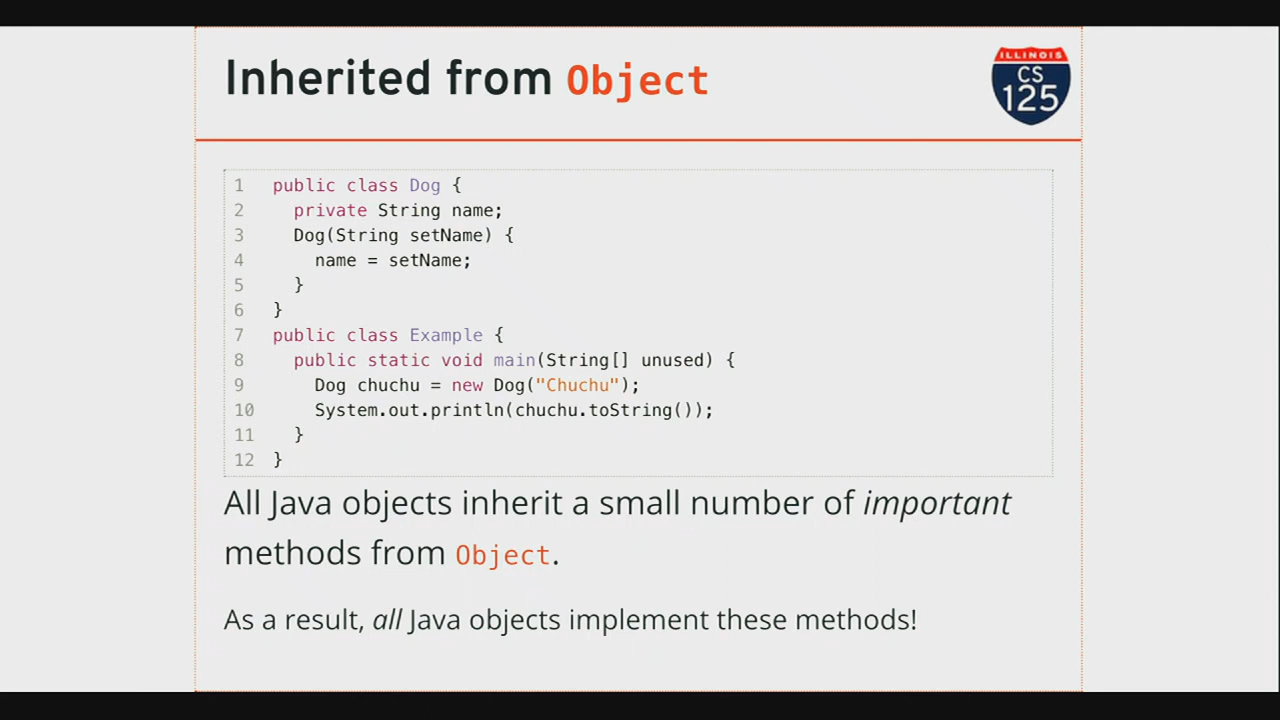 Inherited from Object
ILLINOIS
CS
125
1 public class Dog {
2   private String name;
3   Dog(String setName) {
4     name = setName;
5   }
6 }
7 public class Example {
8   public static void main(String[] unused) {
9     Dog chuchu = new Dog("Chuchu");
10     System.out.println(chuchu.toString());
11   }
12 }
All Java objects inherit a small number of important
methods from Object.
As a result, all Java objects implement these methods!